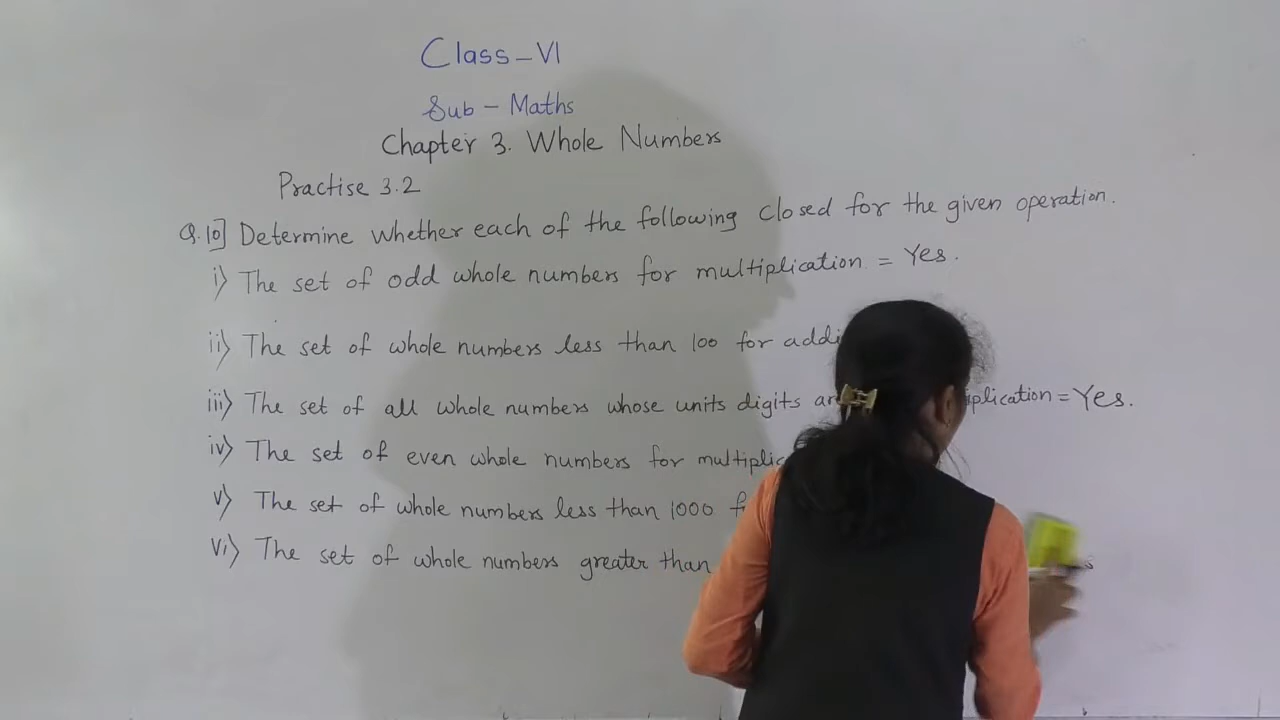 Class - VI
Sub - Maths
Chapter 3. Whole Numbers
Practise 3.2
Q.10] Determine whether each of the following closed for the given operation.
i) The set of odd whole numbers for multiplication = Yes.
ii) The set of whole numbers less than 100 for
iii) The set of all whole numbers whose units digits = Yes.
iv) The set of even whole numbers for
v) The set of whole numbers less than 1000
vi) The set of whole numbers greater than